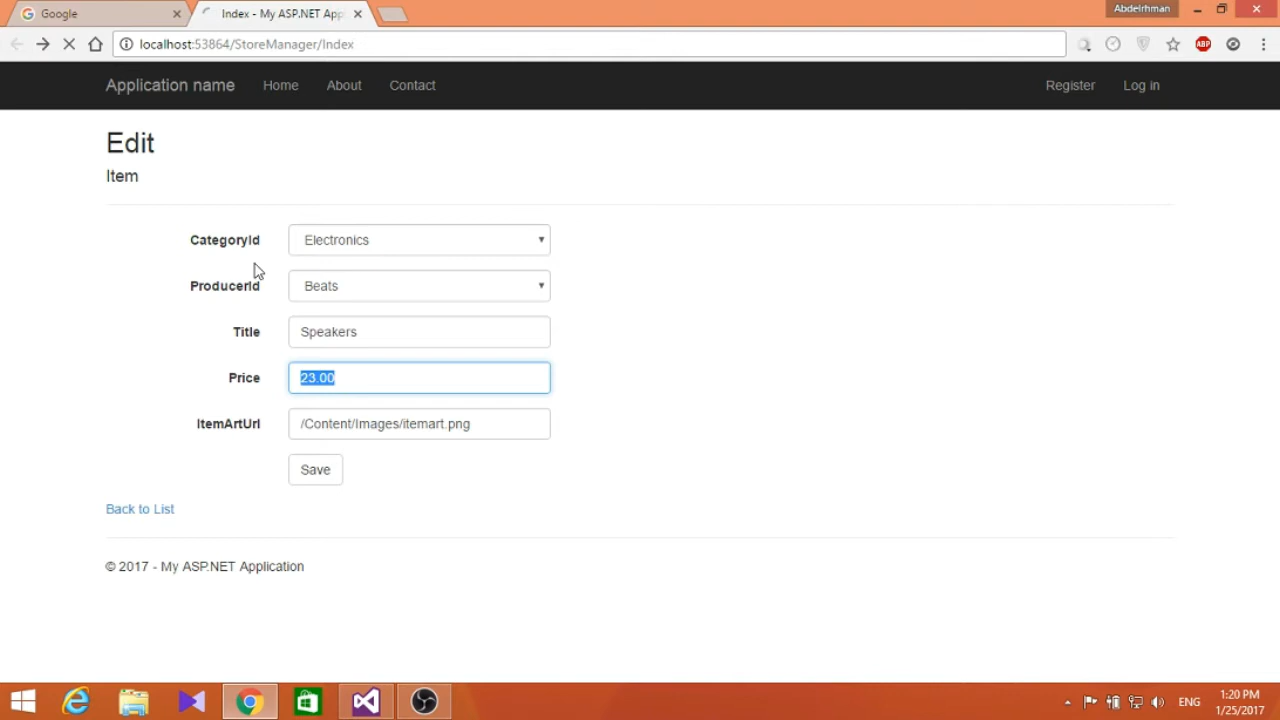 Google
Index - My ASP.NET App
Abdelrhman
localhost:53864/StoreManager/Index
ABP
Application name Home About Contact Register Log in
Edit
Item
CategoryId Electronics
ProducerId Beats
Title Speakers
Price 23.00
ItemArtUrl /Content/Images/itemart.png
Save
Back to List
© 2017 - My ASP.NET Application
ENG
1:20 PM
1/25/2017